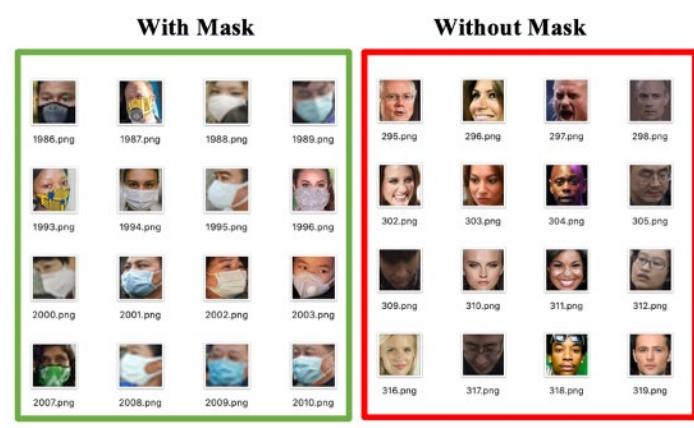 With Mask
Without Mask
1986.png 1987.png 1988.png 1989.png
295.png 296.png 297.png 298.png
1993.png 1994.png 1995.png 1996.png
302.png 303.png 304.png 305.png
2000.png 2001.png 2002.png 2003.png
309.png 310.png 311.png 312.png
2007.png 2008.png 2009.png 2010.png
316.png 317.png 318.png 319.png